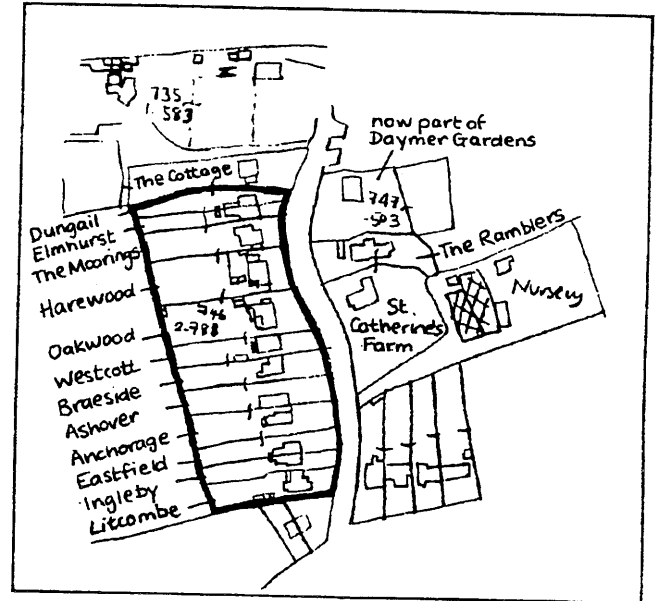 735
583
now part of
Daymer Gardens
The Cottage
747
.593
Dungail
Elmhurst
The Moorings
The Ramblers
Harewood
Nursery
746
2.788
St.
Catherine's
Farm
Oakwood
Westcott
Braeside
Ashover
Anchorage
Eastfield
Ingleby
Litcombe